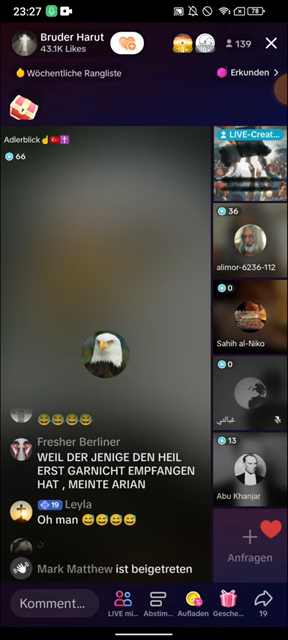 23:27
78
Bruder Harut
43.1K Likes
139
Wöchentliche Rangliste
Erkunden
Adlerblick☝️🇹🇷✝️
66
LIVE-Creat...
36
alimor-6236-112
0
Sahih al-Niko
0
13
Abu Khanjar
😂😂😂😂
Fresher Berliner
WEIL DER JENIGE DEN HEIL
ERST GARNICHT EMPFANGEN
HAT , MEINTE ARIAN
19 Leyla
Oh man 😅😅😅😅
Mark Matthew ist beigetreten
Anfragen
Komment...
LIVE mi...
Abstim...
Aufladen
Gesche...
19